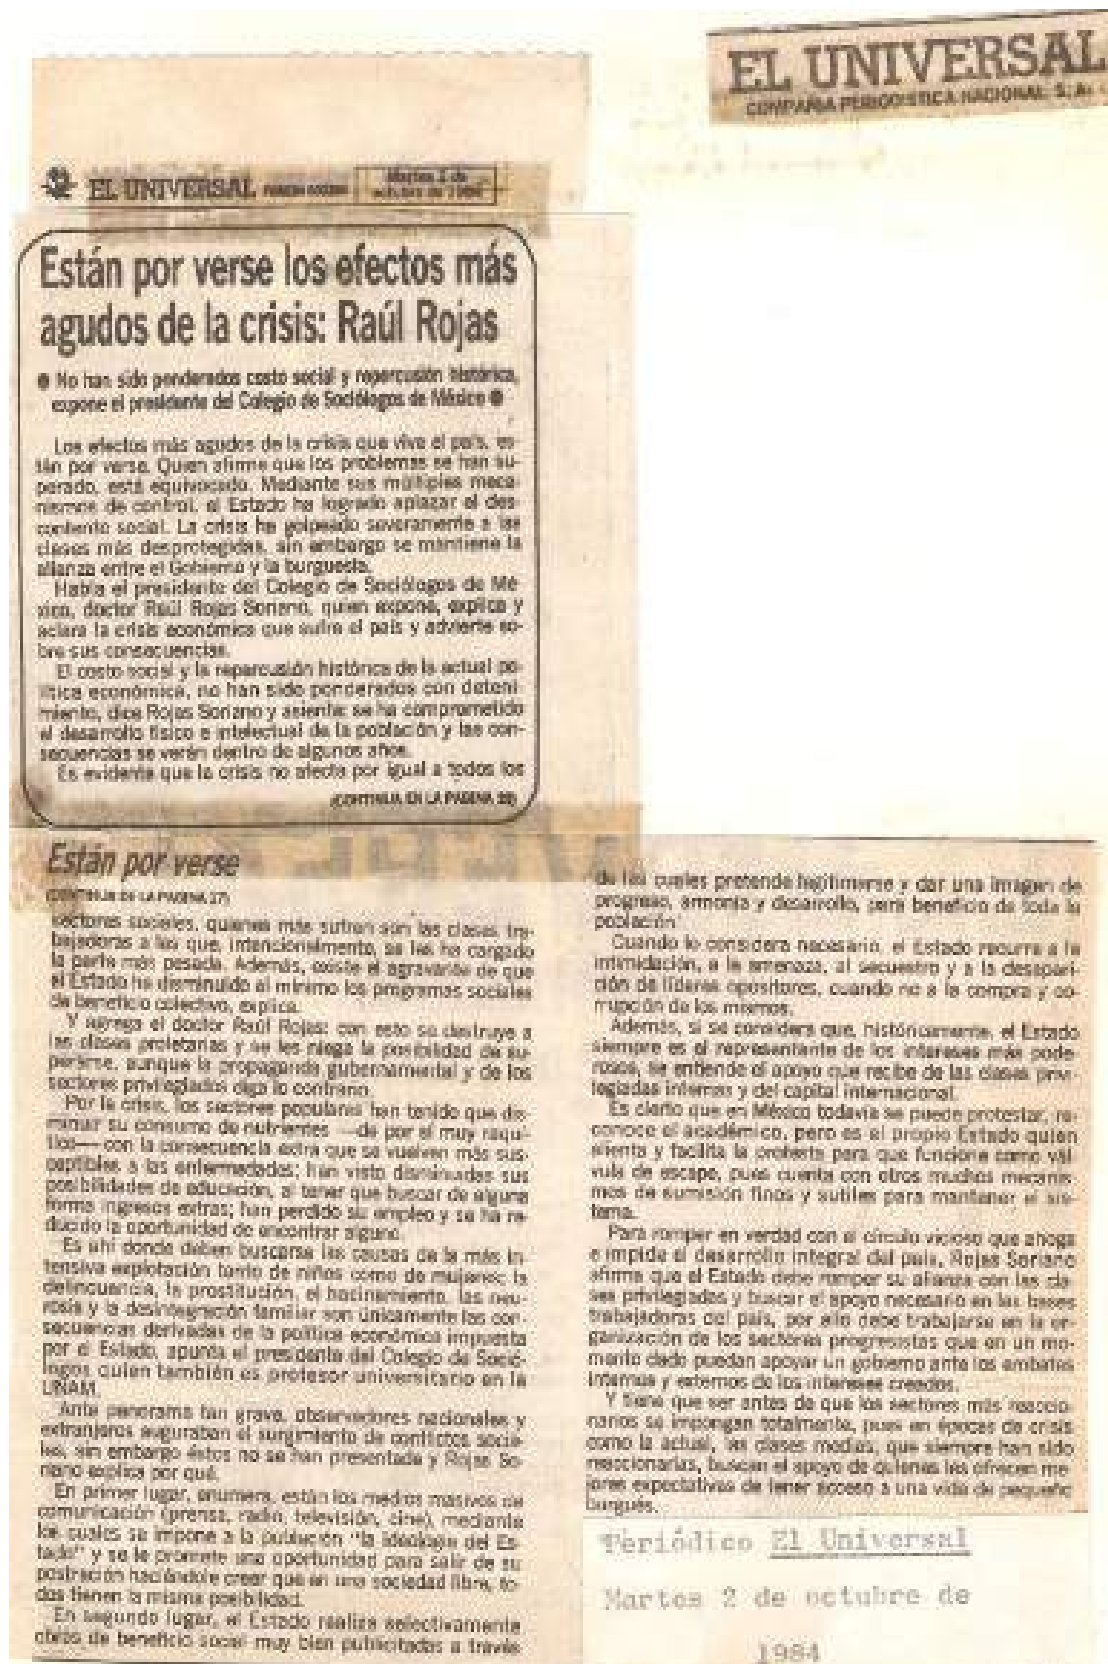 EL UNIVERSAL
COMPAÑIA PERIODISTICA NACIONAL, S. A.
EL UNIVERSAL
Martes 2 de
octubre de 1984
Están por verse los efectos más
agudos de la crisis: Raúl Rojas
● No han sido ponderados costo social y repercusión histórica,
expone el presidente del Colegio de Sociólogos de México ●
Los efectos más agudos de la crisis que vive el país, es-
tán por verse. Quien afirme que los problemas se han su-
perado, está equivocado. Mediante sus múltiples meca-
nismos de control, el Estado ha logrado aplazar el des-
contento social. La crisis ha golpeado severamente a las
clases más desprotegidas, sin embargo se mantiene la
alianza entre el Gobierno y la burguesía.
Habla el presidente del Colegio de Sociólogos de Mé-
xico, doctor Raúl Rojas Soriano, quien expone, explica y
aclara la crisis económica que sufre el país y advierte so-
bre sus consecuencias.
El costo social y la repercusión histórica de la actual po-
lítica económica, no han sido ponderados con deteni-
miento, dice Rojas Soriano y asienta: se ha comprometido
el desarrollo físico e intelectual de la población y las con-
secuencias se verán dentro de algunos años.
Es evidente que la crisis no afecta por igual a todos los
(CONTINUA EN LA PAGINA 22)
Están por verse
(CONTINUA DE LA PAGINA 17)
sectores sociales, quienes más sufren son las clases tra-
bajadoras a las que, intencionalmente, se les ha cargado
la parte más pesada. Además, existe el agravante de que
el Estado ha disminuido al mínimo los programas sociales
de beneficio colectivo, explica.
Y agrega el doctor Raúl Rojas: con esto se destruye a
las clases proletarias y se les niega la posibilidad de su-
perarse, aunque la propaganda gubernamental y de los
sectores privilegiados diga lo contrario.
Por la crisis, los sectores populares han tenido que dis-
minuir su consumo de nutrientes —de por sí muy raquí-
tico— con la consecuencia extra que se vuelven más sus-
ceptibles a las enfermedades; han visto disminuidas sus
posibilidades de educación, al tener que buscar de alguna
forma ingresos extras; han perdido su empleo y se ha re-
ducido la oportunidad de encontrar alguno.
Es ahí donde deben buscarse las causas de la más in-
tensiva explotación tanto de niños como de mujeres; la
delincuencia, la prostitución, el hacinamiento, las neu-
rosis y la desintegración familiar son únicamente las con-
secuencias derivadas de la política económica impuesta
por el Estado, apunta el presidente del Colegio de Soció-
logos quien también es profesor universitario en la
UNAM.
Ante panorama tan grave, observadores nacionales y
extranjeros auguraban el surgimiento de conflictos socia-
les, sin embargo éstos no se han presentado y Rojas So-
riano explica por qué.
En primer lugar, enumera, están los medios masivos de
comunicación (prensa, radio, televisión, cine), mediante
los cuales se impone a la población "la ideología del Es-
tado" y se le promete una oportunidad para salir de su
postración haciéndole creer que en una sociedad libre, to-
dos tienen la misma posibilidad.
En segundo lugar, el Estado realiza selectivamente
obras de beneficio social muy bien publicitadas a través
de las cuales pretende legitimarse y dar una imagen de
progreso, armonía y desarrollo, para beneficio de toda la
población.
Cuando lo considera necesario, el Estado recurre a la
intimidación, a la amenaza, al secuestro y a la desapari-
ción de líderes opositores, cuando no a la compra y co-
rrupción de los mismos.
Además, si se considera que, históricamente, el Estado
siempre es el representante de los intereses más pode-
rosos, se entiende el apoyo que recibe de las clases privi-
legiadas internas y del capital internacional.
Es cierto que en México todavía se puede protestar, re-
conoce el académico, pero es el propio Estado quien
alienta y facilita la protesta para que funcione como vál-
vula de escape, pues cuenta con otros muchos mecanis-
mos de sumisión finos y sutiles para mantener el sis-
tema.
Para romper en verdad con el círculo vicioso que ahoga
e impide el desarrollo integral del país, Rojas Soriano
afirma que el Estado debe romper su alianza con las cla-
ses privilegiadas y buscar el apoyo necesario en las bases
trabajadoras del país, por ello debe trabajarse en la or-
ganización de los sectores progresistas que en un mo-
mento dado puedan apoyar un gobierno ante los embates
internos y externos de los intereses creados.
Y tiene que ser antes de que los sectores más reaccio-
narios se impongan totalmente, pues en épocas de crisis
como la actual, las clases medias, que siempre han sido
reaccionarias, buscan el apoyo de quienes les ofrecen me-
jores expectativas de tener acceso a una vida de pequeño
burgués.
Periódico El Universal
Martes 2 de octubre de
1984